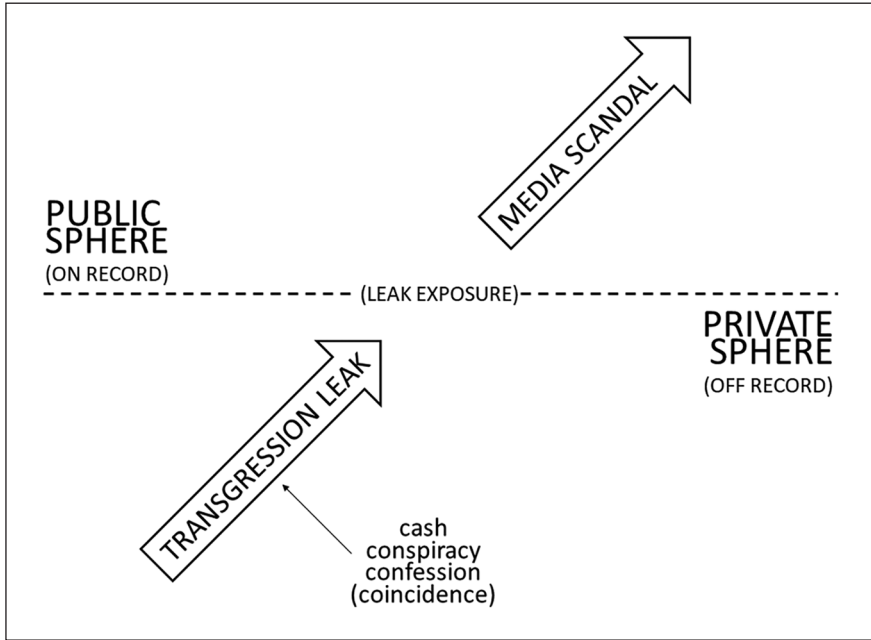 MEDIA SCANDAL
PUBLIC
SPHERE
(ON RECORD)
(LEAK EXPOSURE)
PRIVATE
SPHERE
(OFF RECORD)
TRANSGRESSION LEAK
cash
conspiracy
confession
(coincidence)